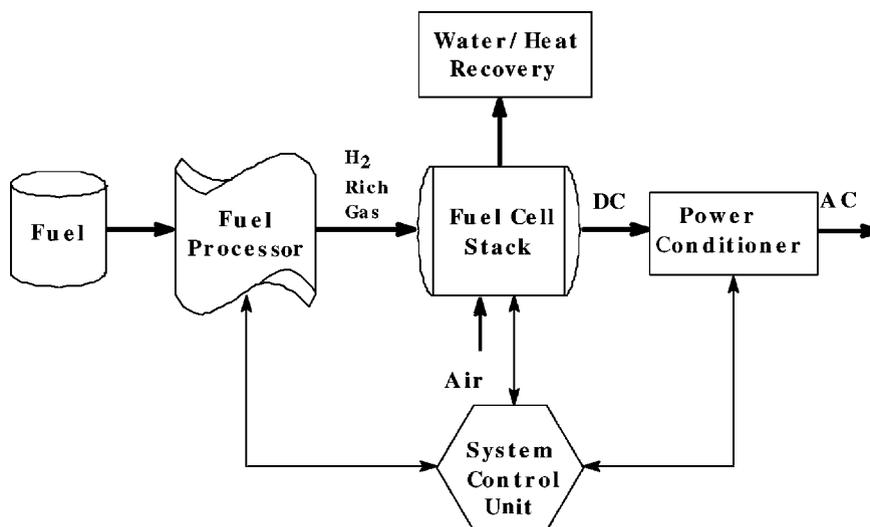 Water/Heat
Recovery
H2
Rich
Gas
Fuel
Fuel
Processor
Fuel Cell
Stack
DC
Power
Conditioner
AC
Air
System
Control
Unit